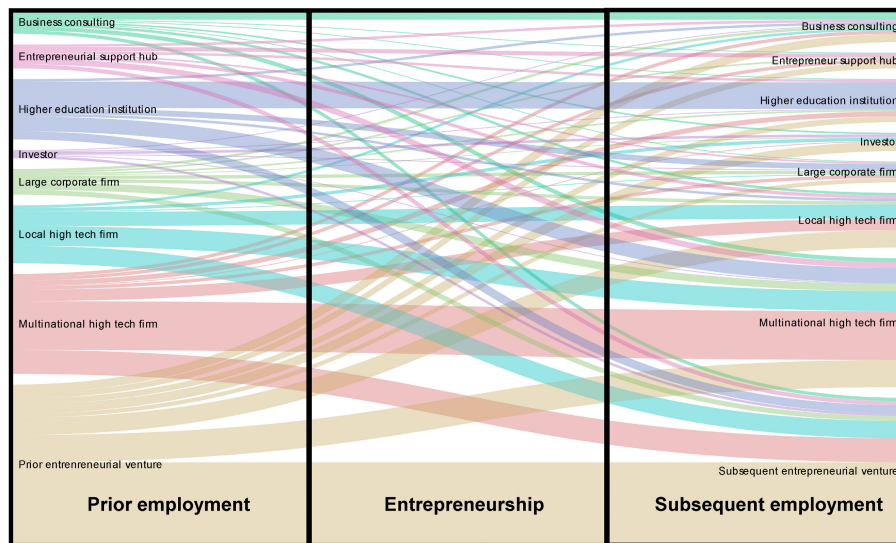 Business consulting
Entrepreneurial support hub
Higher education institution
Investor
Large corporate firm
Local high tech firm
Multinational high tech firm
Prior entrenreneurial venture
Prior employment
Entrepreneurship
Business consulting
Entrepreneur support hub
Higher education institution
Investor
Large corporate firm
Local high tech firm
Multinational high tech firm
Subsequent entrepreneurial venture
Subsequent employment